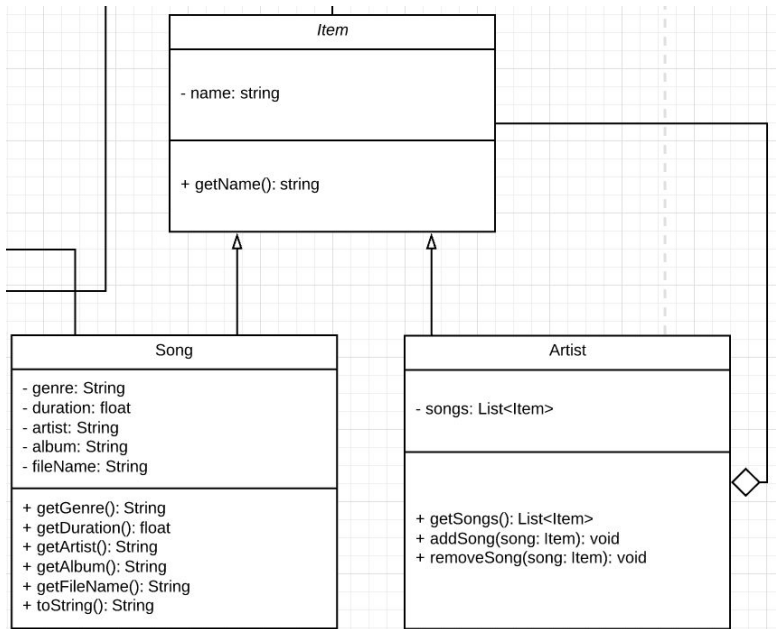 Item
- name: string
+ getName(): string
Song
- genre: String
- duration: float
- artist: String
- album: String
- fileName: String
+ getGenre(): String
+ getDuration(): float
+ getArtist(): String
+ getAlbum(): String
+ getFileName(): String
+ toString(): String
Artist
- songs: List<Item>
+ getSongs(): List<Item>
+ addSong(song: Item): void
+ removeSong(song: Item): void